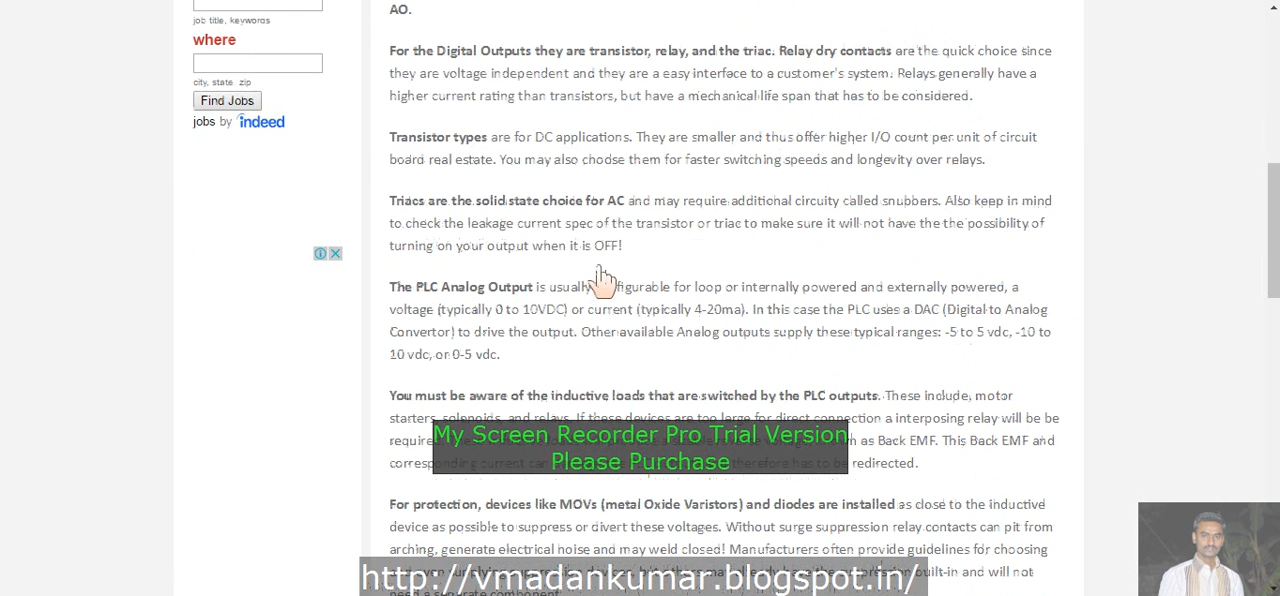 job title, keywords
where
city, state zip
Find Jobs
jobs by indeed
AO.
For the Digital Outputs they are transistor, relay, and the triac. Relay dry contacts are the quick choice since
they are voltage independent and they are a easy interface to a customer's system. Relays generally have a
higher current rating than transistors, but have a mechanical life span that has to be considered.
Transistor types are for DC applications. They are smaller and thus offer higher I/O count per unit of circuit
board real estate. You may also choose them for faster switching speeds and longevity over relays.
Triacs are the solid state choice for AC and may require additional circuity called snubbers. Also keep in mind
to check the leakage current spec of the transistor or triac to make sure it will not have the the possibility of
turning on your output when it is OFF!
The PLC Analog Output is usually figurable for loop or internally powered and externally powered, a
voltage (typically 0 to 10VDC) or current (typically 4-20ma). In this case the PLC uses a DAC (Digital to Analog
Convertor) to drive the output. Other available Analog outputs supply these typical ranges: -5 to 5 vdc, -10 to
10 vdc, or 0-5 vdc.
You must be aware of the inductive loads that are switched by the PLC outputs. These include, motor
starters, solenoids, and relays. If these devices are too large for direct connection a interposing relay will be be
as Back EMF. This Back EMF and
corresponding current can therefore has to be redirected.
My Screen Recorder Pro Trial Version
Please Purchase
For protection, devices like MOVs (metal Oxide Varistors) and diodes are installed as close to the inductive
device as possible to suppress or divert these voltages. Without surge suppression relay contacts can pit from
arching, generate electrical noise and may weld closed! Manufacturers often provide guidelines for choosing
built-in and will not
http://vmadankumar.blogspot.in/